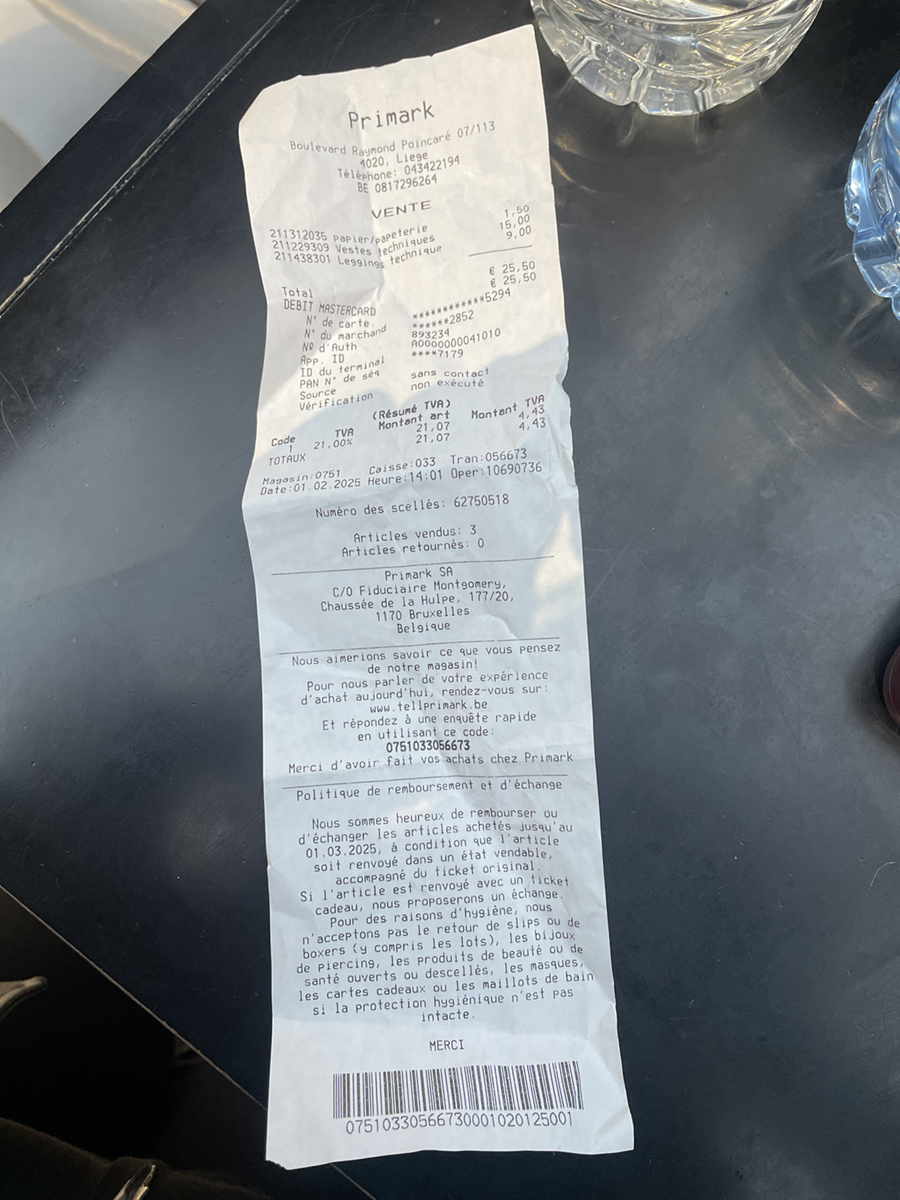 Primark
Boulevard Raymond Poincaré 07/113
4020, Liege
Téléphone: 043422194
BE 0817296264
VENTE
211312035 papier/papeterie 1,50
211229309 Vestes techniques 15,00
211438301 Leggings technique 9,00
Total € 25,50
DEBIT MASTERCARD € 25,50
N° de carte ************5294
N° du marchand ******2852
Nº d'Auth 893234
App. ID A0000000041010
ID du terminal ****7179
PAN N° de séq
Source sans contact
Vérification non exécuté
(Résumé TVA)
Code TVA Montant art Montant TVA
1 21,00% 21,07 4,43
TOTAUX 21,07 4,43
Magasin:0751 Caisse:033 Tran:056673
Date:01.02.2025 Heure:14:01 Oper:10690736
Numéro des scellés: 62750518
Articles vendus: 3
Articles retournés: 0
Primark SA
C/O Fiduciaire Montgomery,
Chaussée de la Hulpe, 177/20,
1170 Bruxelles
Belgique
Nous aimerions savoir ce que vous pensez
de notre magasin!
Pour nous parler de votre expérience
d'achat aujourd'hui, rendez-vous sur:
www.tellprimark.be
Et répondez à une enquête rapide
en utilisant ce code:
0751033056673
Merci d'avoir fait vos achats chez Primark
Politique de remboursement et d'échange
Nous sommes heureux de rembourser ou
d'échanger les articles achetés jusqu'au
01.03.2025, à condition que l'article
soit renvoyé dans un état vendable,
accompagné du ticket original.
Si l'article est renvoyé avec un ticket
cadeau, nous proposerons un échange.
Pour des raisons d'hygiène, nous
n'acceptons pas le retour de slips ou de
boxers (y compris les lots), les bijoux
de piercing, les produits de beauté ou de
santé ouverts ou descellés, les masques,
les cartes cadeaux ou les maillots de bain
si la protection hygiénique n'est pas
intacte.
MERCI
07510330566730001020125001